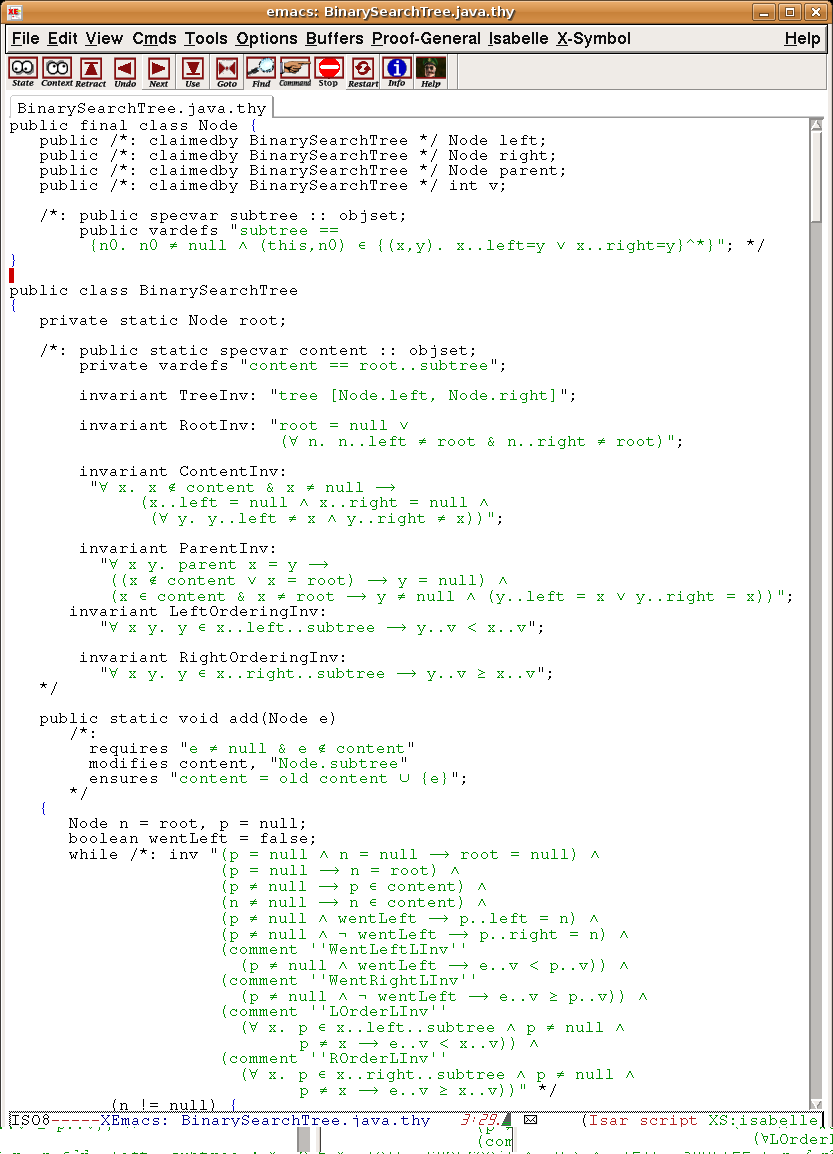 emacs: BinarySearchTree.java.thy
File Edit View Cmds Tools Options Buffers Proof-General Isabelle X-Symbol Help
State Context Retract Undo Next Use Goto Find Command Stop Restart Info Help
BinarySearchTree.java.thy
public final class Node {
   public /*: claimedby BinarySearchTree */ Node left;
   public /*: claimedby BinarySearchTree */ Node right;
   public /*: claimedby BinarySearchTree */ Node parent;
   public /*: claimedby BinarySearchTree */ int v;
   /*: public specvar subtree :: objset;
       public vardefs "subtree ==
        {n0. n0 ≠ null ∧ (this,n0) ∈ {(x,y). x..left=y ∨ x..right=y}^*}"; */
}
public class BinarySearchTree
{
   private static Node root;
   /*: public static specvar content :: objset;
       private vardefs "content == root..subtree";
       invariant TreeInv: "tree [Node.left, Node.right]";
       invariant RootInv: "root = null ∨
                           (∀ n. n..left ≠ root & n..right ≠ root)";
       invariant ContentInv:
        "∀ x. x ∉ content & x ≠ null ⟶
             (x..left = null ∧ x..right = null ∧
              (∀ y. y..left ≠ x ∧ y..right ≠ x))";
       invariant ParentInv:
         "∀ x y. parent x = y ⟶
          ((x ∉ content ∨ x = root) ⟶ y = null) ∧
          (x ∈ content & x ≠ root ⟶ y ≠ null ∧ (y..left = x ∨ y..right = x))";
      invariant LeftOrderingInv:
         "∀ x y. y ∈ x..left..subtree ⟶ y..v < x..v";
       invariant RightOrderingInv:
         "∀ x y. y ∈ x..right..subtree ⟶ y..v ≥ x..v";
   */
   public static void add(Node e)
      /*:
        requires "e ≠ null & e ∉ content"
        modifies content, "Node.subtree"
        ensures "content = old content ∪ {e}";
      */
   {
      Node n = root, p = null;
      boolean wentLeft = false;
      while /*: inv "(p = null ∧ n = null ⟶ root = null) ∧
                     (p = null ⟶ n = root) ∧
                     (p ≠ null ⟶ p ∈ content) ∧
                     (n ≠ null ⟶ n ∈ content) ∧
                     (p ≠ null ∧ wentLeft ⟶ p..left = n) ∧
                     (p ≠ null ∧ ¬ wentLeft ⟶ p..right = n) ∧
                     (comment ''WentLeftLInv''
                       (p ≠ null ∧ wentLeft ⟶ e..v < p..v)) ∧
                     (comment ''WentRightLInv''
                       (p ≠ null ∧ ¬ wentLeft ⟶ e..v ≥ p..v)) ∧
                     (comment ''LOrderLInv''
                       (∀ x. p ∈ x..left..subtree ∧ p ≠ null ∧
                             p ≠ x ⟶ e..v < x..v)) ∧
                     (comment ''ROrderLInv''
                       (∀ x. p ∈ x..right..subtree ∧ p ≠ null ∧
                             p ≠ x ⟶ e..v ≥ x..v))" */
          (n != null) {
ISO8-----XEmacs: BinarySearchTree.java.thy 3:29 (Isar script XS:isabelle
(com (∀LOrder